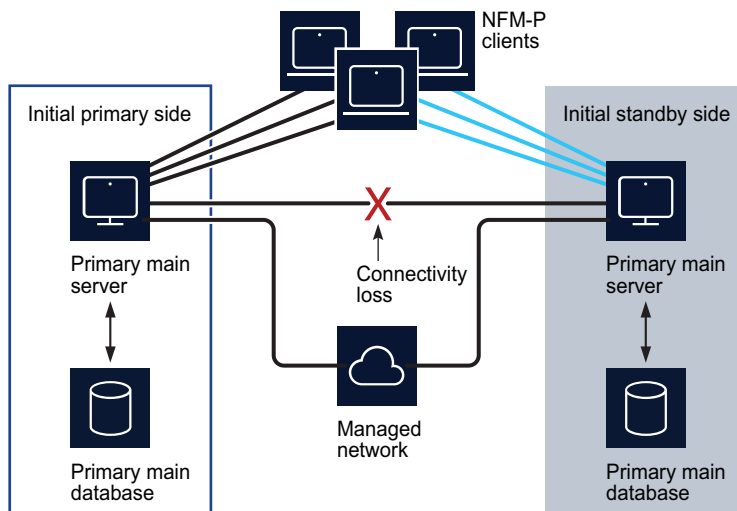 NFM-P
clients
Initial primary side
Initial standby side
X
Primary main
server
Connectivity
loss
Primary main
server
Managed
network
Primary main
database
Primary main
database